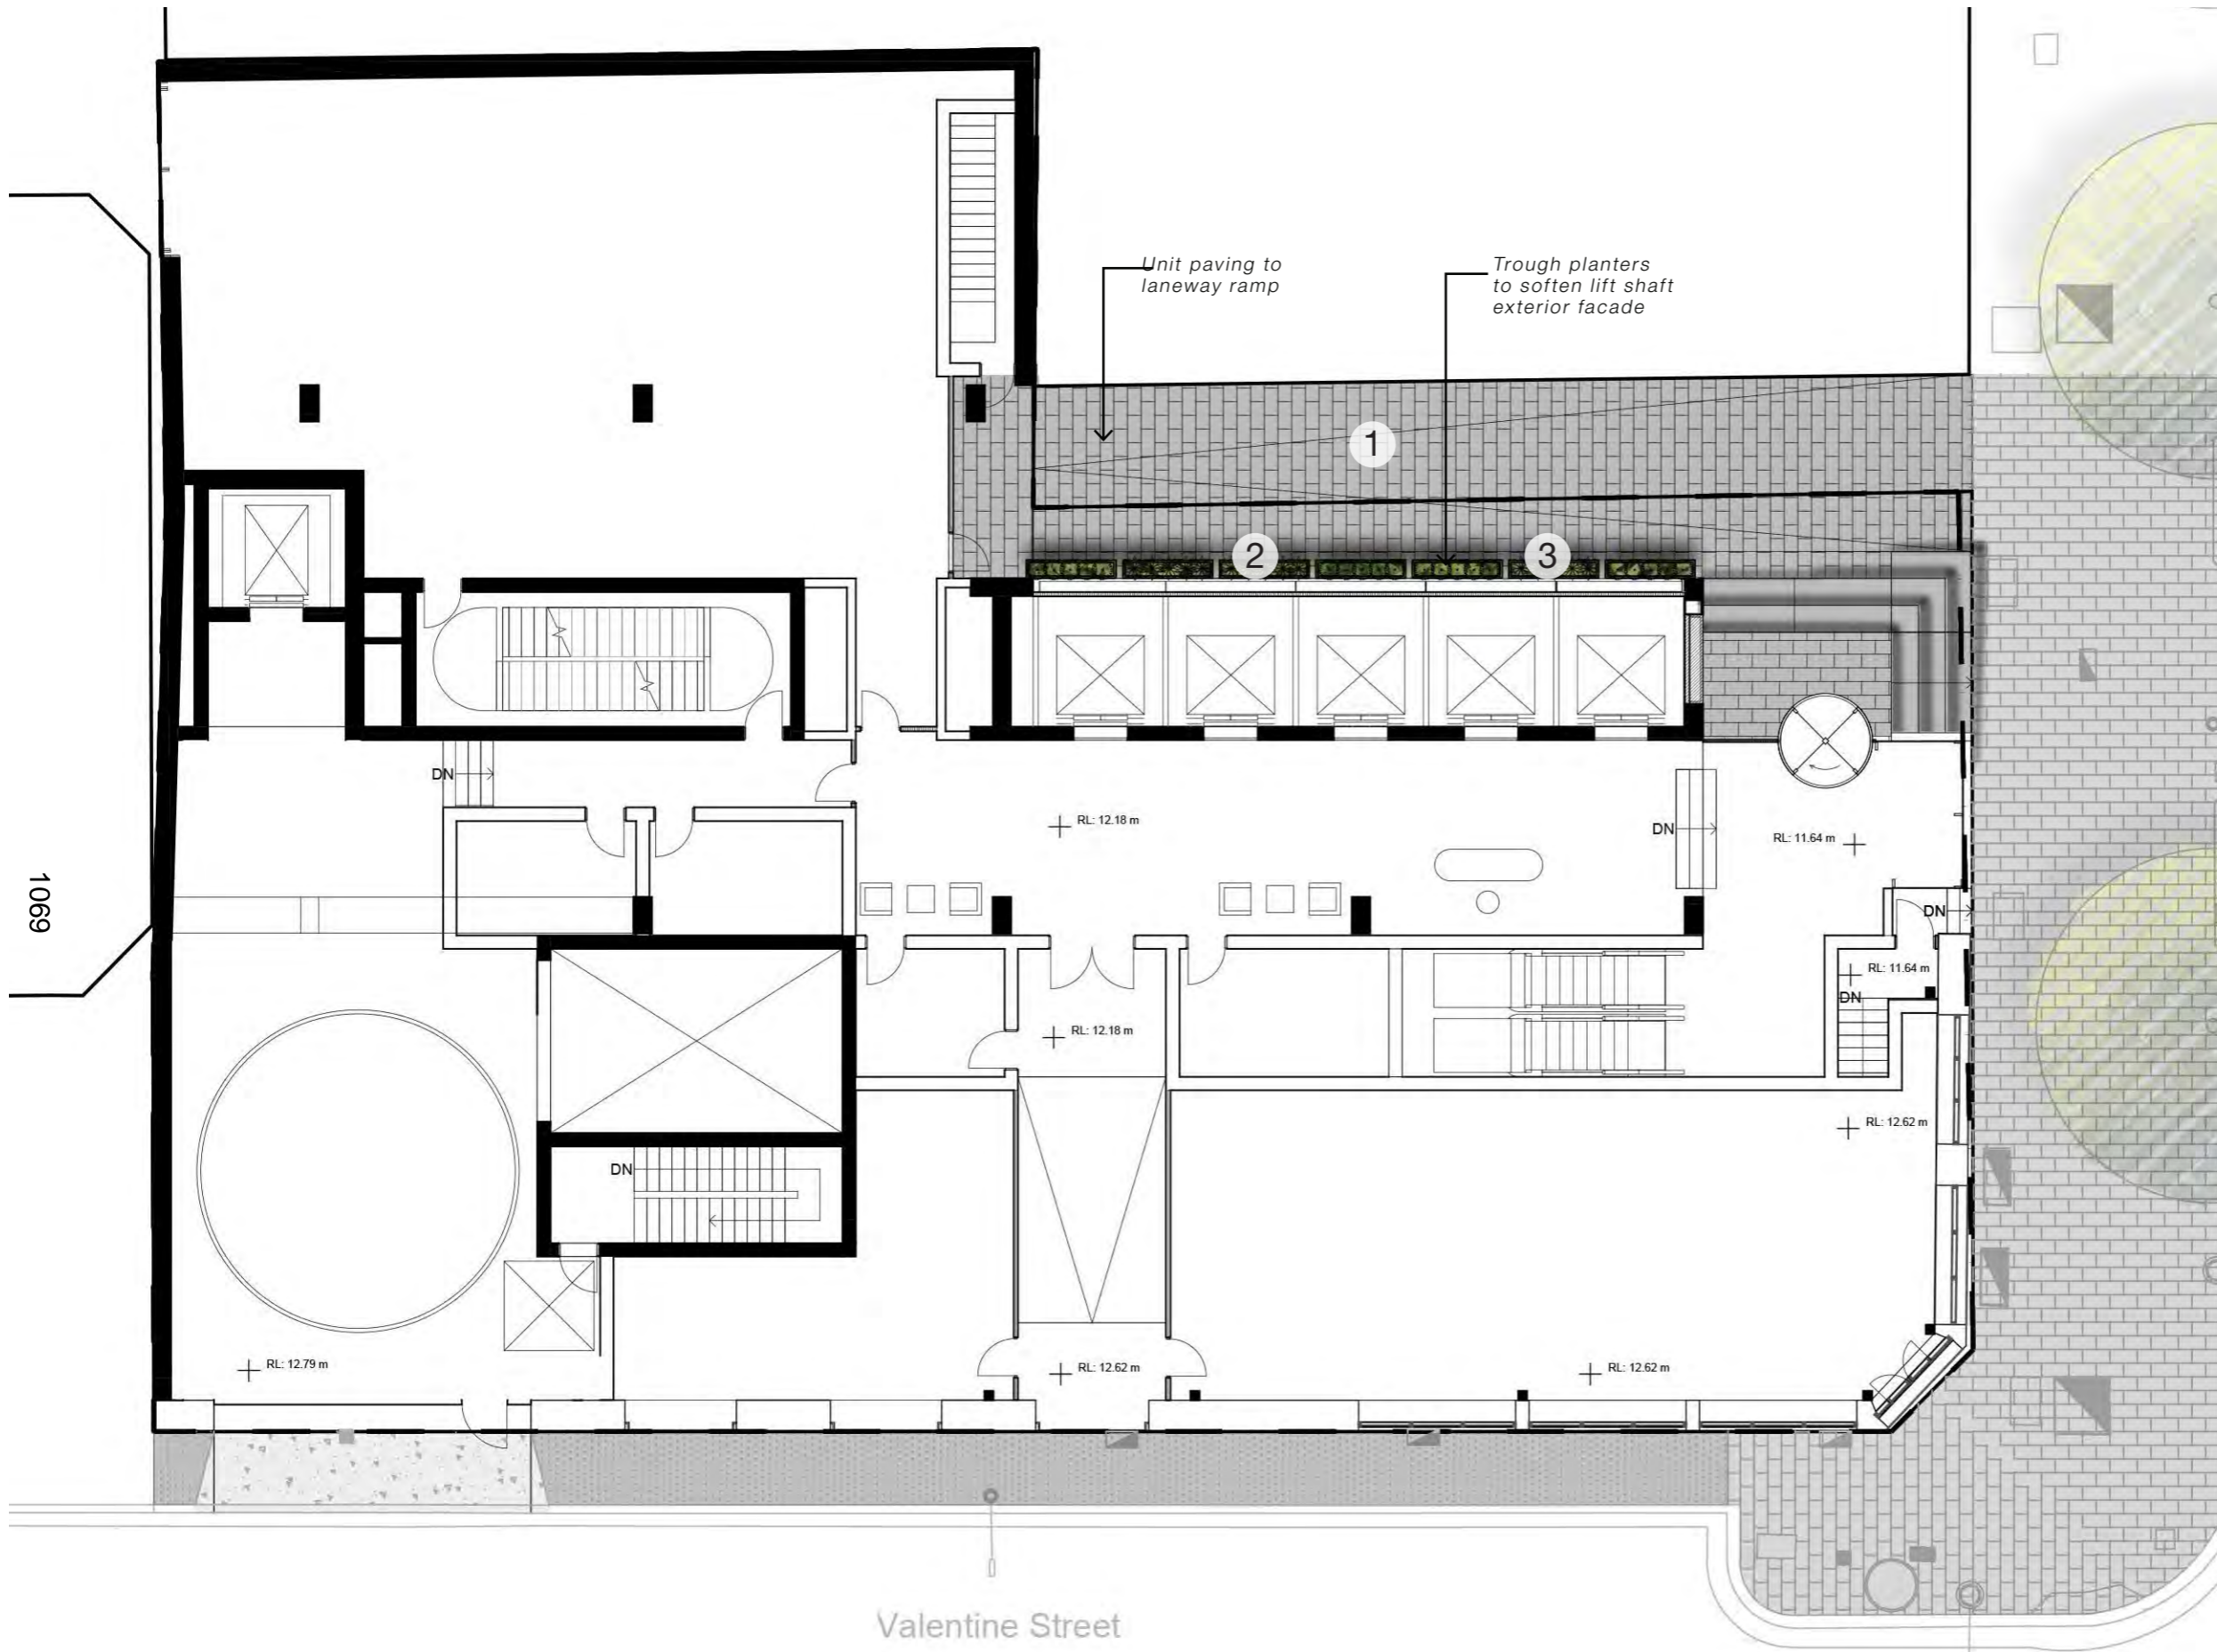 Unit paving to
laneway ramp
Trough planters
to soften lift shaft
exterior facade
1
2
3
DN
RL: 12.18 m
DN
RL: 11.64 m
1069
DN
RL: 11.64 m
DN
RL: 12.18 m
RL: 12.62 m
DN
RL: 12.79 m
RL: 12.62 m
RL: 12.62 m
Valentine Street